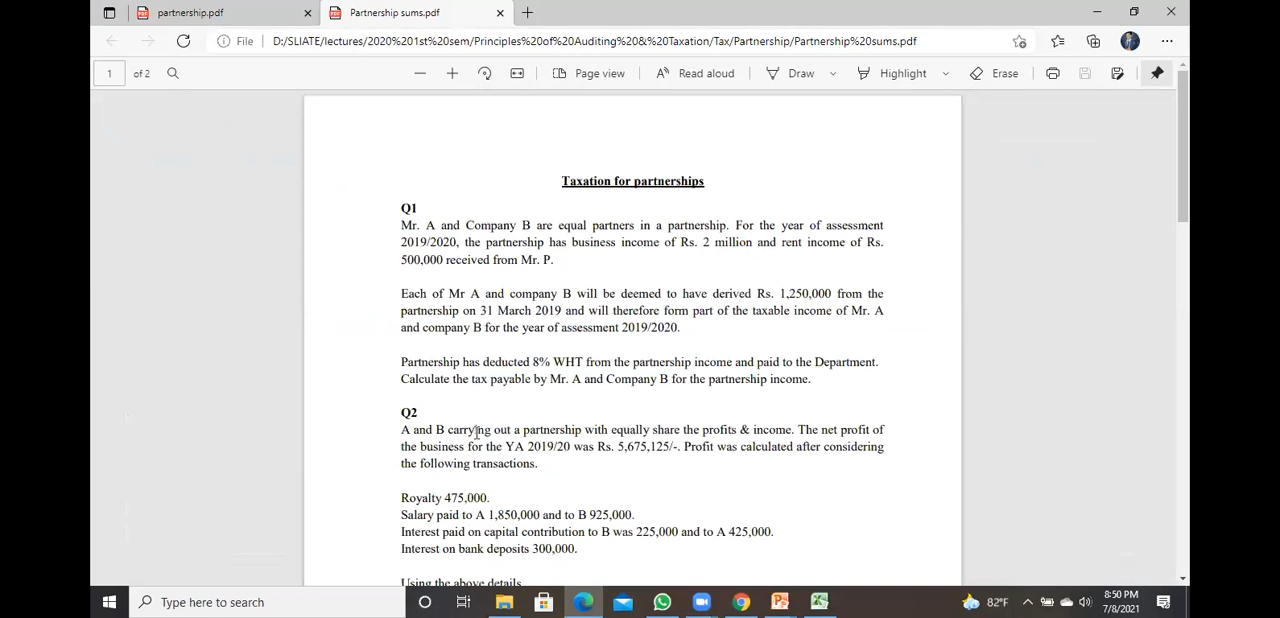 partnership.pdf
Partnership sums.pdf
File
D:/SLIATE/lectures/2020%201st%20sem/Principles%20of%20Auditing%20&%20Taxation/Tax/Partnership/Partnership%20sums.pdf
1 of 2
Page view
Read aloud
Draw
Highlight
Erase
Taxation for partnerships
Q1
Mr. A and Company B are equal partners in a partnership. For the year of assessment
2019/2020, the partnership has business income of Rs. 2 million and rent income of Rs.
500,000 received from Mr. P.
Each of Mr A and company B will be deemed to have derived Rs. 1,250,000 from the
partnership on 31 March 2019 and will therefore form part of the taxable income of Mr. A
and company B for the year of assessment 2019/2020.
Partnership has deducted 8% WHT from the partnership income and paid to the Department.
Calculate the tax payable by Mr. A and Company B for the partnership income.
Q2
A and B carrying out a partnership with equally share the profits & income. The net profit of
the business for the YA 2019/20 was Rs. 5,675,125/-. Profit was calculated after considering
the following transactions.
Royalty 475,000.
Salary paid to A 1,850,000 and to B 925,000.
Interest paid on capital contribution to B was 225,000 and to A 425,000.
Interest on bank deposits 300,000.
Using the above details
Type here to search
82°F
8:50 PM
7/8/2021